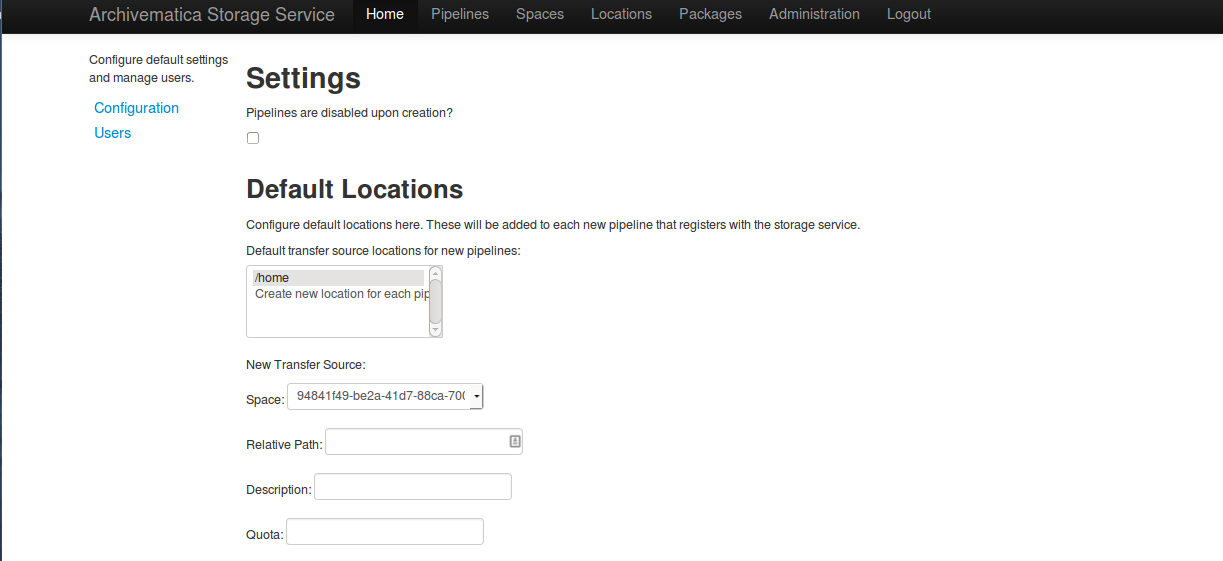 Archivematica Storage Service Home Pipelines Spaces Locations Packages Administration Logout
Configure default settings
and manage users.
Configuration
Users
Settings
Pipelines are disabled upon creation?
Default Locations
Configure default locations here. These will be added to each new pipeline that registers with the storage service.
Default transfer source locations for new pipelines:
/home
Create new location for each pip
New Transfer Source:
Space: 94841f49-be2a-41d7-88ca-700
Relative Path:
Description:
Quota: